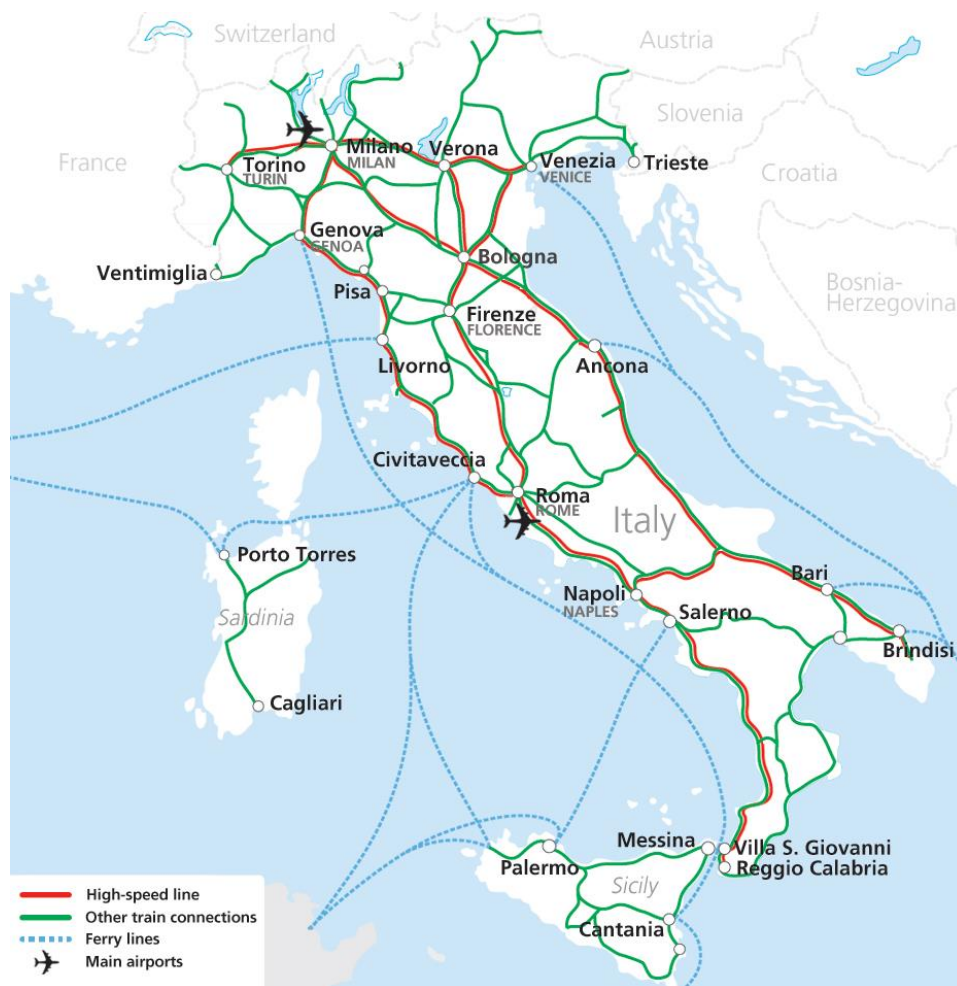 Switzerland
Austria
Slovenia
France
Croatia
Bosnia-
Herzegovina
Torino
TURIN
Milano
MILAN
Verona
Venezia
VENICE
Trieste
Genova
GENOA
Ventimiglia
Bologna
Pisa
Firenze
FLORENCE
Livorno
Ancona
Civitaveccia
Roma
ROME
Italy
Porto Torres
Sardinia
Cagliari
Napoli
NAPLES
Salerno
Bari
Brindisi
Messina
Villa S. Giovanni
Reggio Calabria
Palermo
Sicily
Cantania
High-speed line
Other train connections
Ferry lines
Main airports